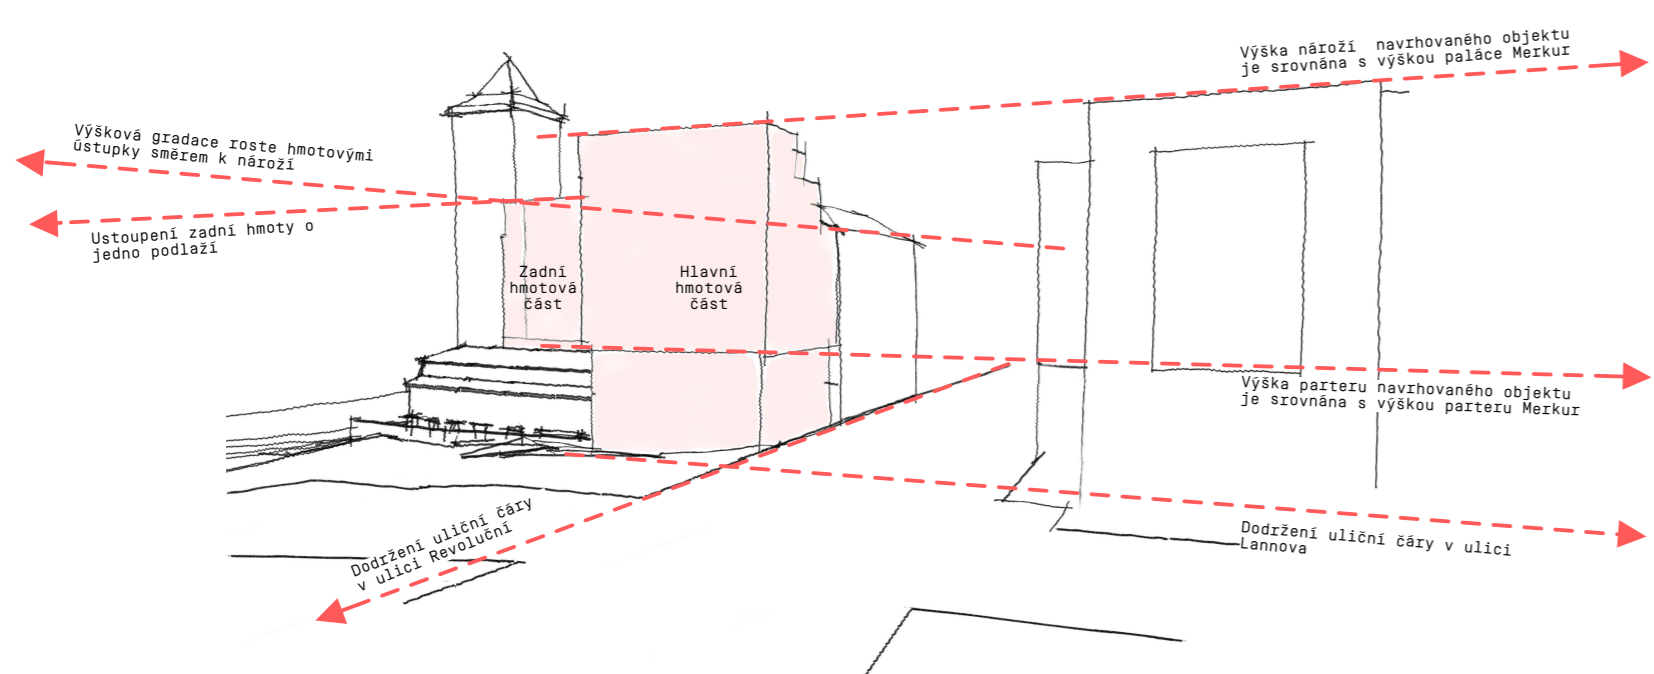 Výška nároží  navrhovaného objektu
je srovnána s výškou paláce Merkur
Výšková gradace roste hmotovými
ústupky směrem k nároží
Ustoupení zadní hmoty o
jedno podlaží
Zadní
hmotová
část
Hlavní
hmotová
část
Výška parteru navrhovaného objektu
je srovnána s výškou parteru Merkur
Dodržení uliční čáry
v ulici Revoluční
Dodržení uliční čáry v ulici
Lannova